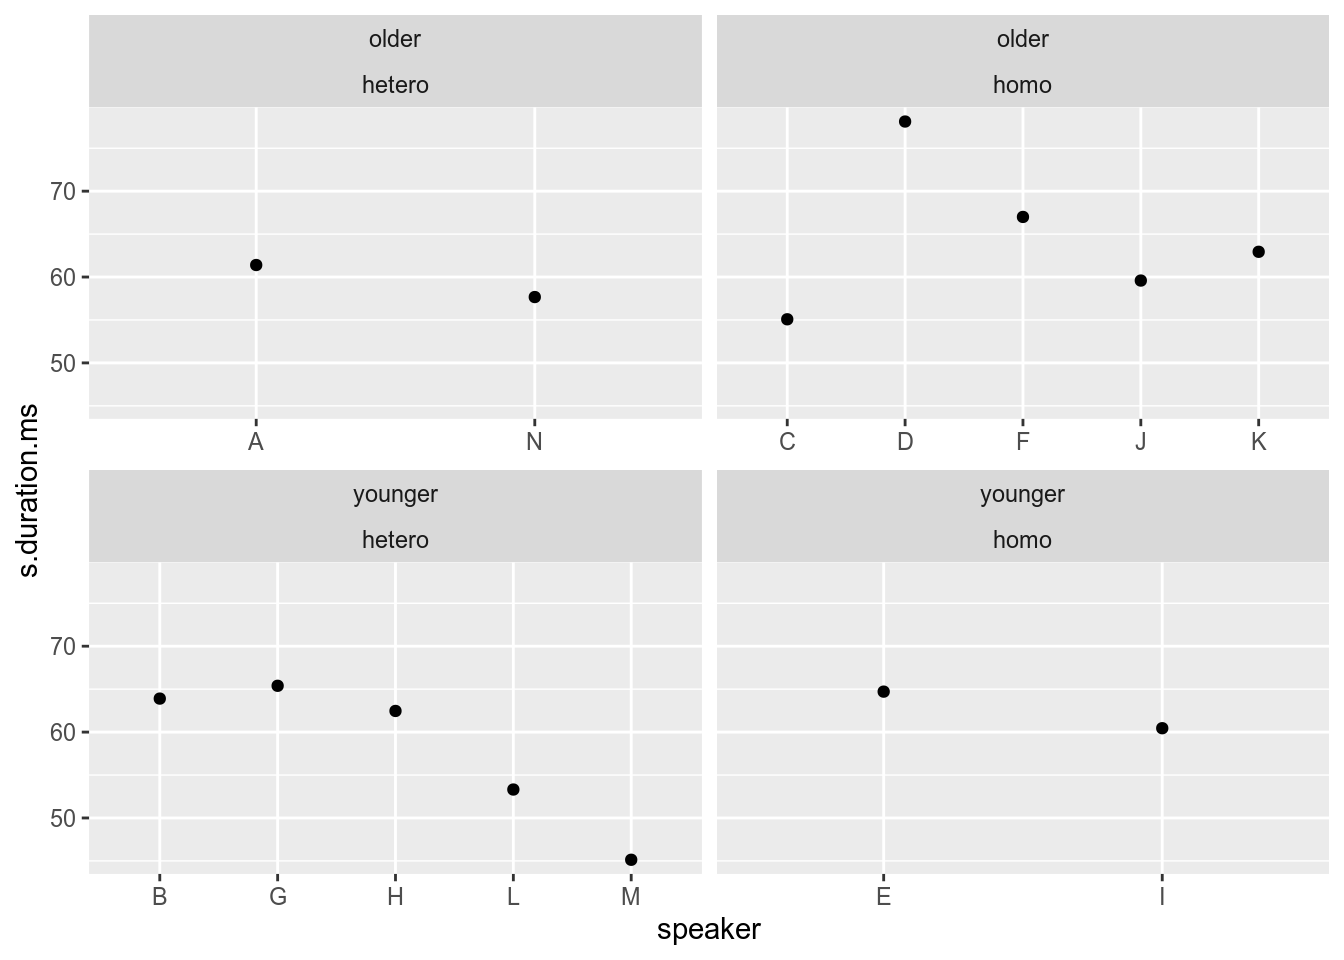 older
hetero
older
homo
70
60
50
A N
C D F J K
s.duration.ms
younger
hetero
younger
homo
70
60
50
B G H L M
E I
speaker